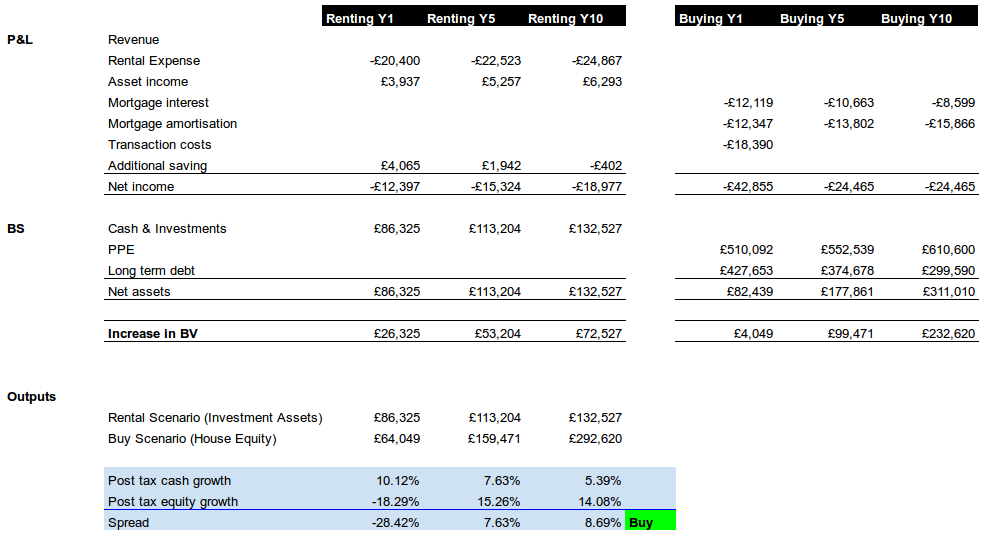 Renting Y1 Renting Y5 Renting Y10 Buying Y1 Buying Y5 Buying Y10
P&L Revenue
Rental Expense -£20,400 -£22,523 -£24,867
Asset income £3,937 £5,257 £6,293
Mortgage interest -£12,119 -£10,663 -£8,599
Mortgage amortisation -£12,347 -£13,802 -£15,866
Transaction costs -£18,390
Additional saving £4,065 £1,942 -£402
Net income -£12,397 -£15,324 -£18,977 -£42,855 -£24,465 -£24,465
BS Cash & Investments £86,325 £113,204 £132,527
PPE £510,092 £552,539 £610,600
Long term debt £427,653 £374,678 £299,590
Net assets £86,325 £113,204 £132,527 £82,439 £177,861 £311,010
Increase in BV £26,325 £53,204 £72,527 £4,049 £99,471 £232,620
Outputs
Rental Scenario (Investment Assets) £86,325 £113,204 £132,527
Buy Scenario (House Equity) £64,049 £159,471 £292,620
Post tax cash growth 10.12% 7.63% 5.39%
Post tax equity growth -18.29% 15.26% 14.08%
Spread -28.42% 7.63% 8.69% Buy